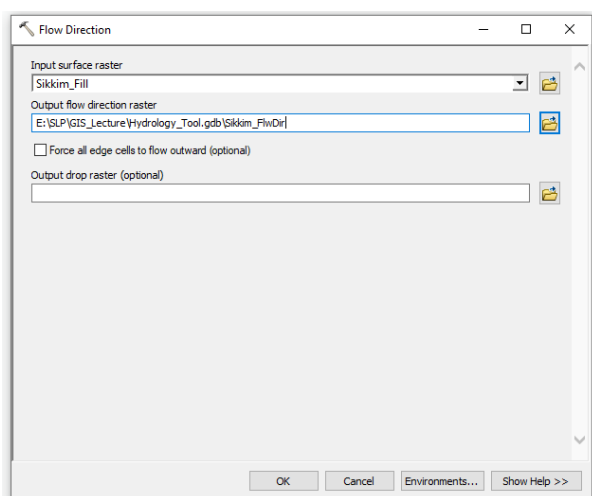 Flow Direction
Input surface raster
Sikkim_Fill
Output flow direction raster
E:\SLP\GIS_Lecture\Hydrology_Tool.gdb\Sikkim_FlwDir
Force all edge cells to flow outward (optional)
Output drop raster (optional)
OK Cancel Environments... Show Help >>